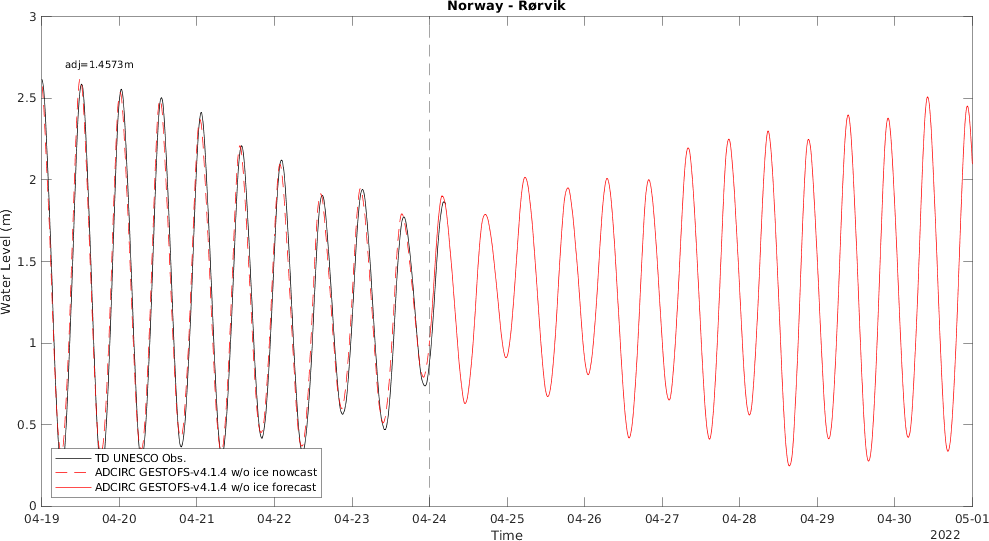 Norway - Rørvik
adj=1.4573m
Water Level (m)
3
2.5
2
1.5
1
0.5
0
TD UNESCO Obs.
ADCIRC GESTOFS-v4.1.4 w/o ice nowcast
ADCIRC GESTOFS-v4.1.4 w/o ice forecast
04-19 04-20 04-21 04-22 04-23 04-24 04-25 04-26 04-27 04-28 04-29 04-30 05-01
Time
2022